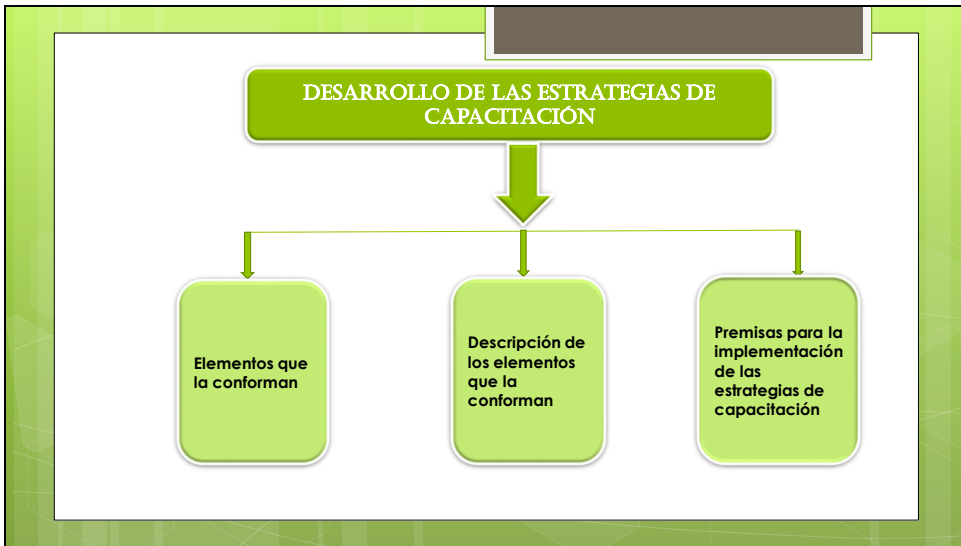 DESARROLLO DE LAS ESTRATEGIAS DE
CAPACITACIÓN
Elementos que
la conforman
Descripción de
los elementos
que la
conforman
Premisas para la
implementación
de las
estrategias de
capacitación